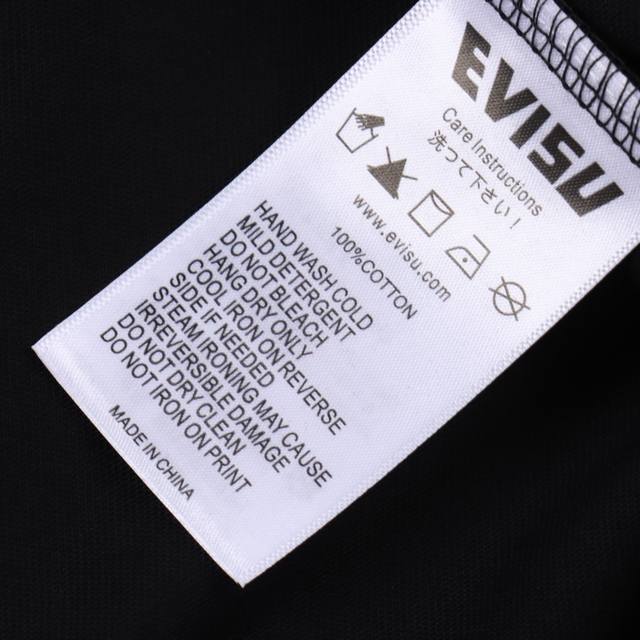 EVISU
Care Instructions
洗って下さい!
www.evisu.com
100%COTTON
HAND WASH COLD
MILD DETERGENT
DO NOT BLEACH
HANG DRY ONLY
COOL IRON ON REVERSE
SIDE IF NEEDED
STEAM IRONING MAY CAUSE
IRREVERSIBLE DAMAGE
DO NOT DRY CLEAN
DO NOT IRON ON PRINT
MADE IN CHINA